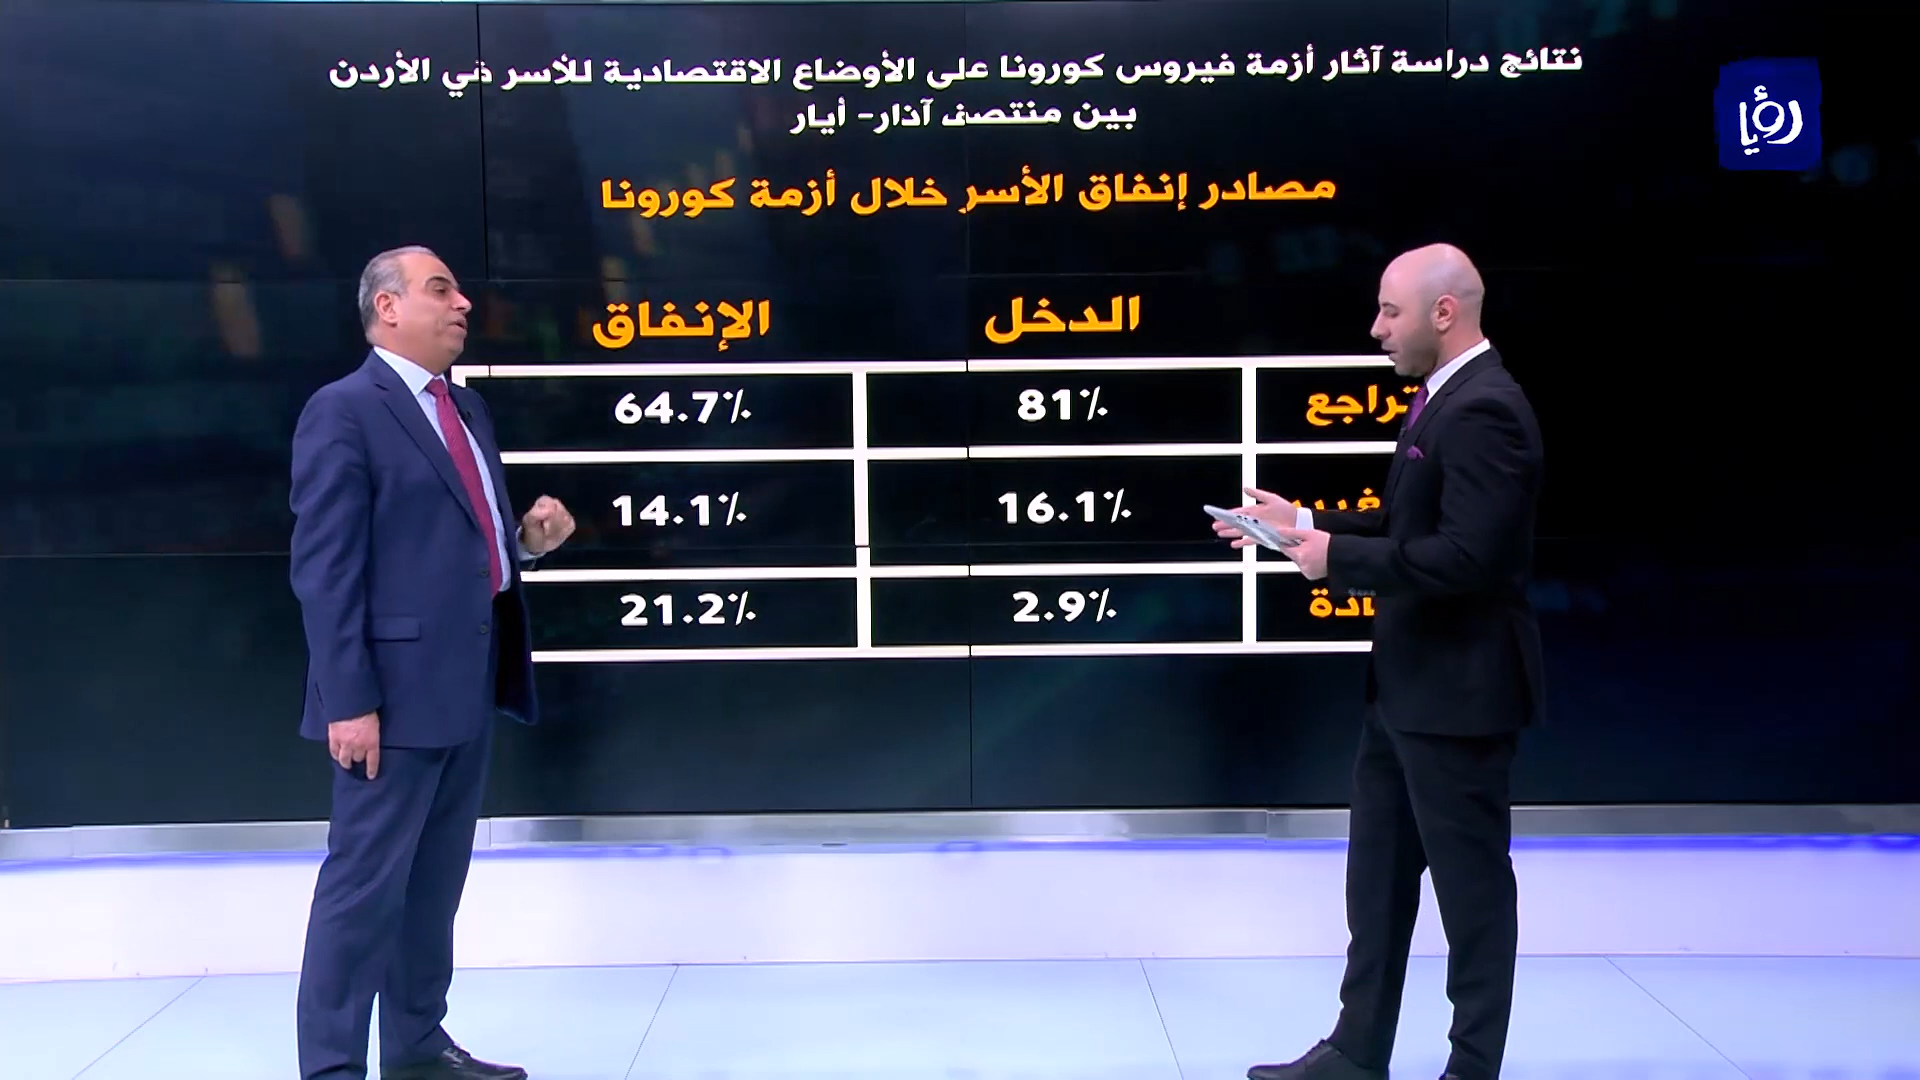 نتائج دراسة آثار أزمة فيروس كورونا على الأوضاع الاقتصادية للأسر في الأردن
بين منتصف آذار- أيار
رؤيا
مصادر إنفاق الأسر خلال أزمة كورونا
الدخل الإنفاق
تراجع 81٪ 64.7٪
16.1٪ 14.1٪
2.9٪ 21.2٪